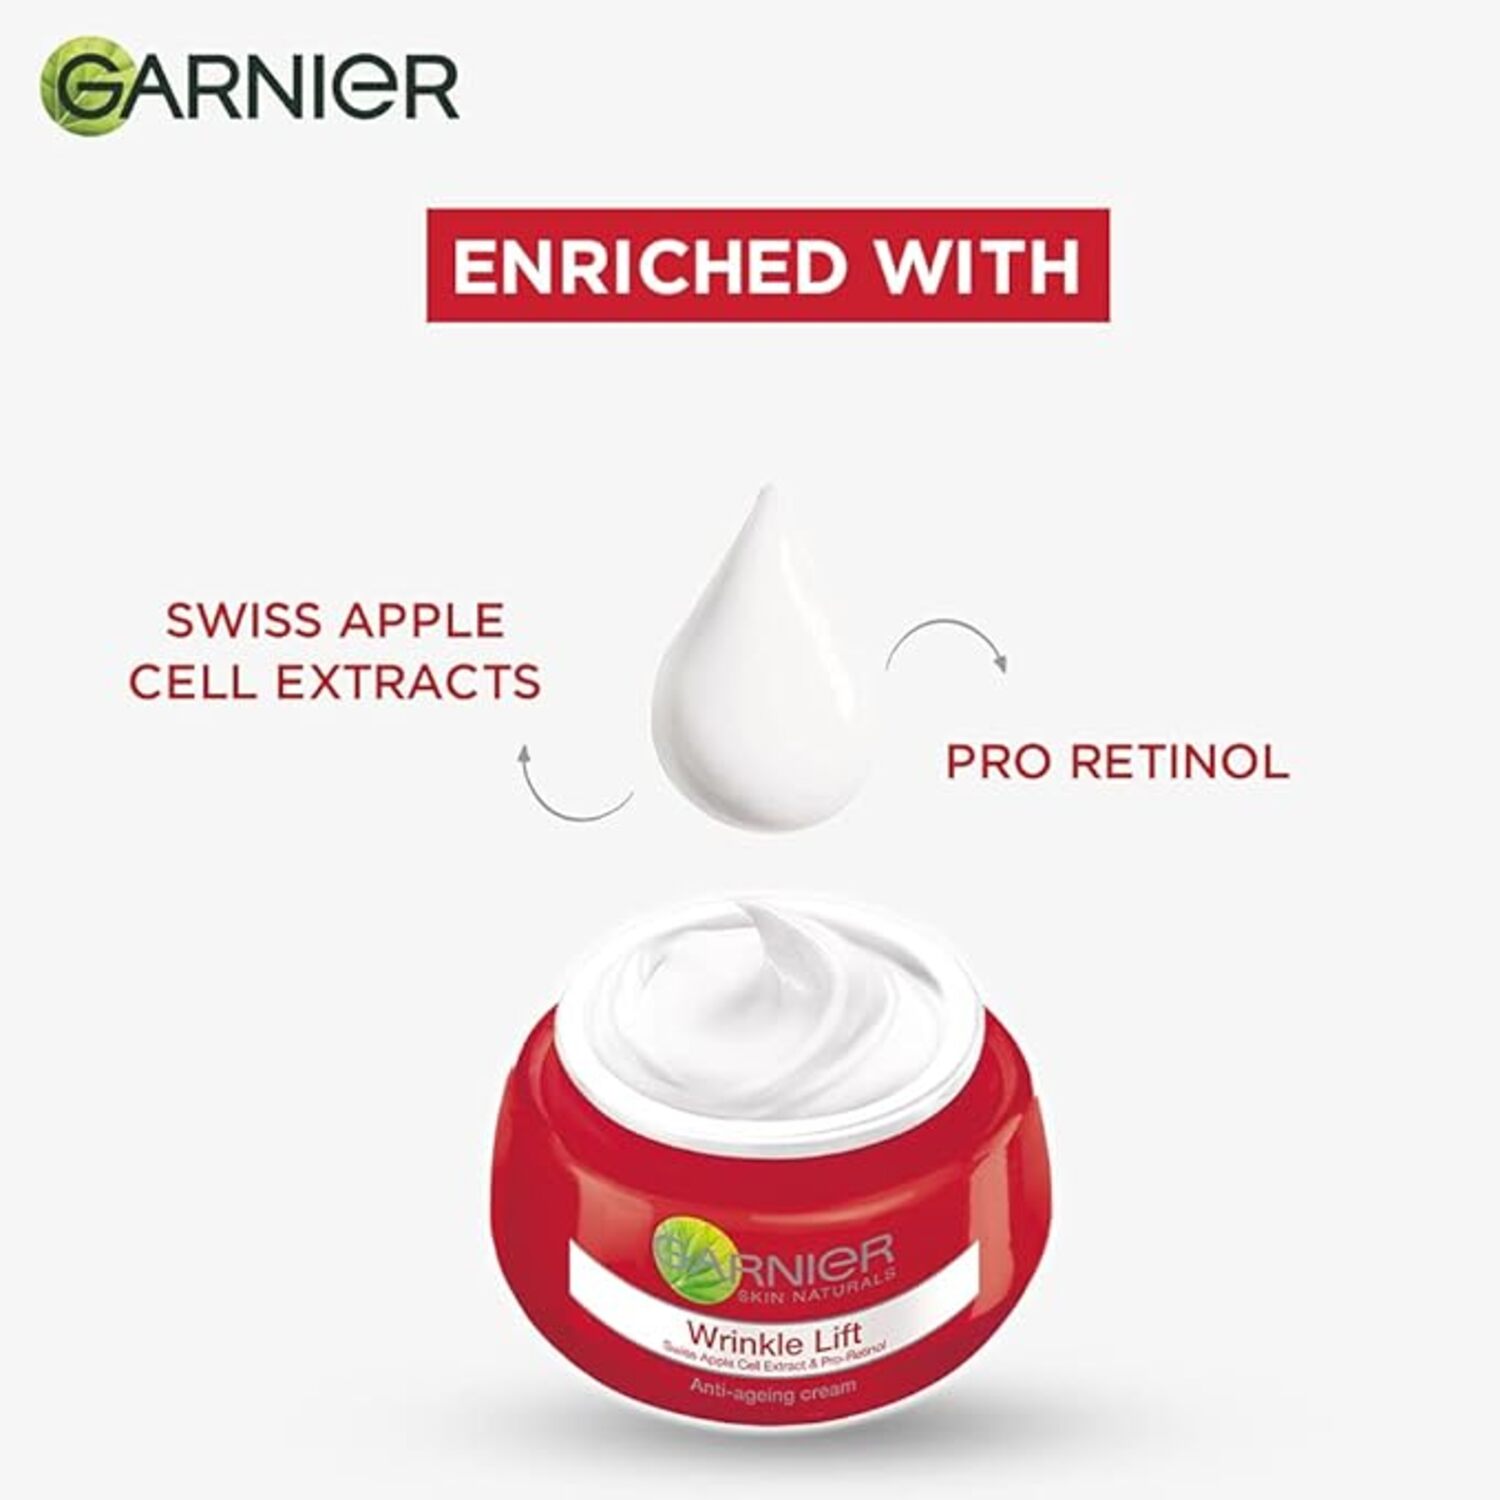 GARNIER
ENRICHED WITH
SWISS APPLE
CELL EXTRACTS
PRO RETINOL
GARNIER
SKIN NATURALS
Wrinkle Lift
Swiss Apple Cell Extract & Pro-Retinol
Anti-ageing cream